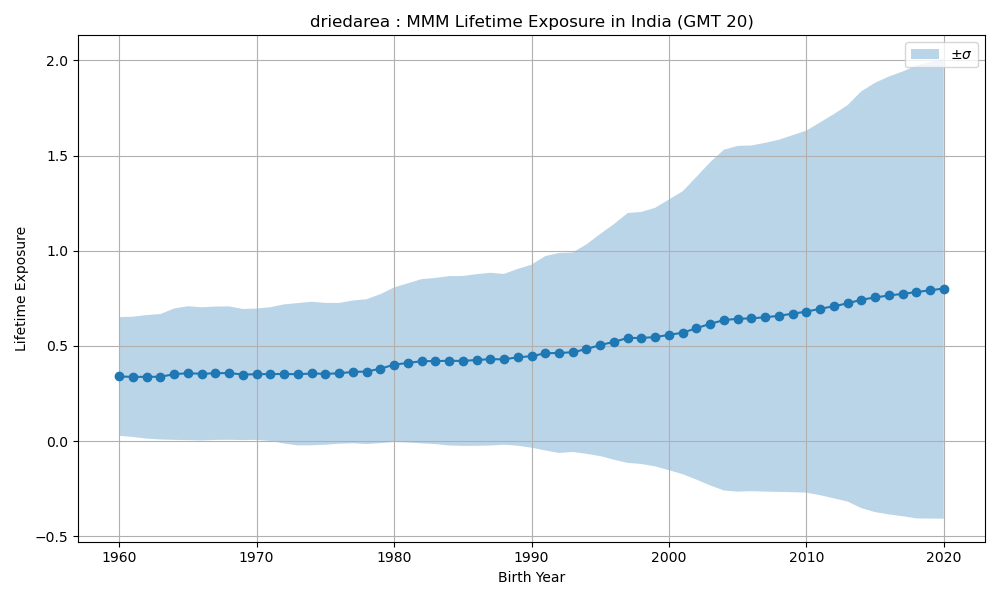 driedarea : MMM Lifetime Exposure in India (GMT 20)
±σ
2.0
1.5
1.0
0.5
0.0
−0.5
Lifetime Exposure
1960 1970 1980 1990 2000 2010 2020
Birth Year